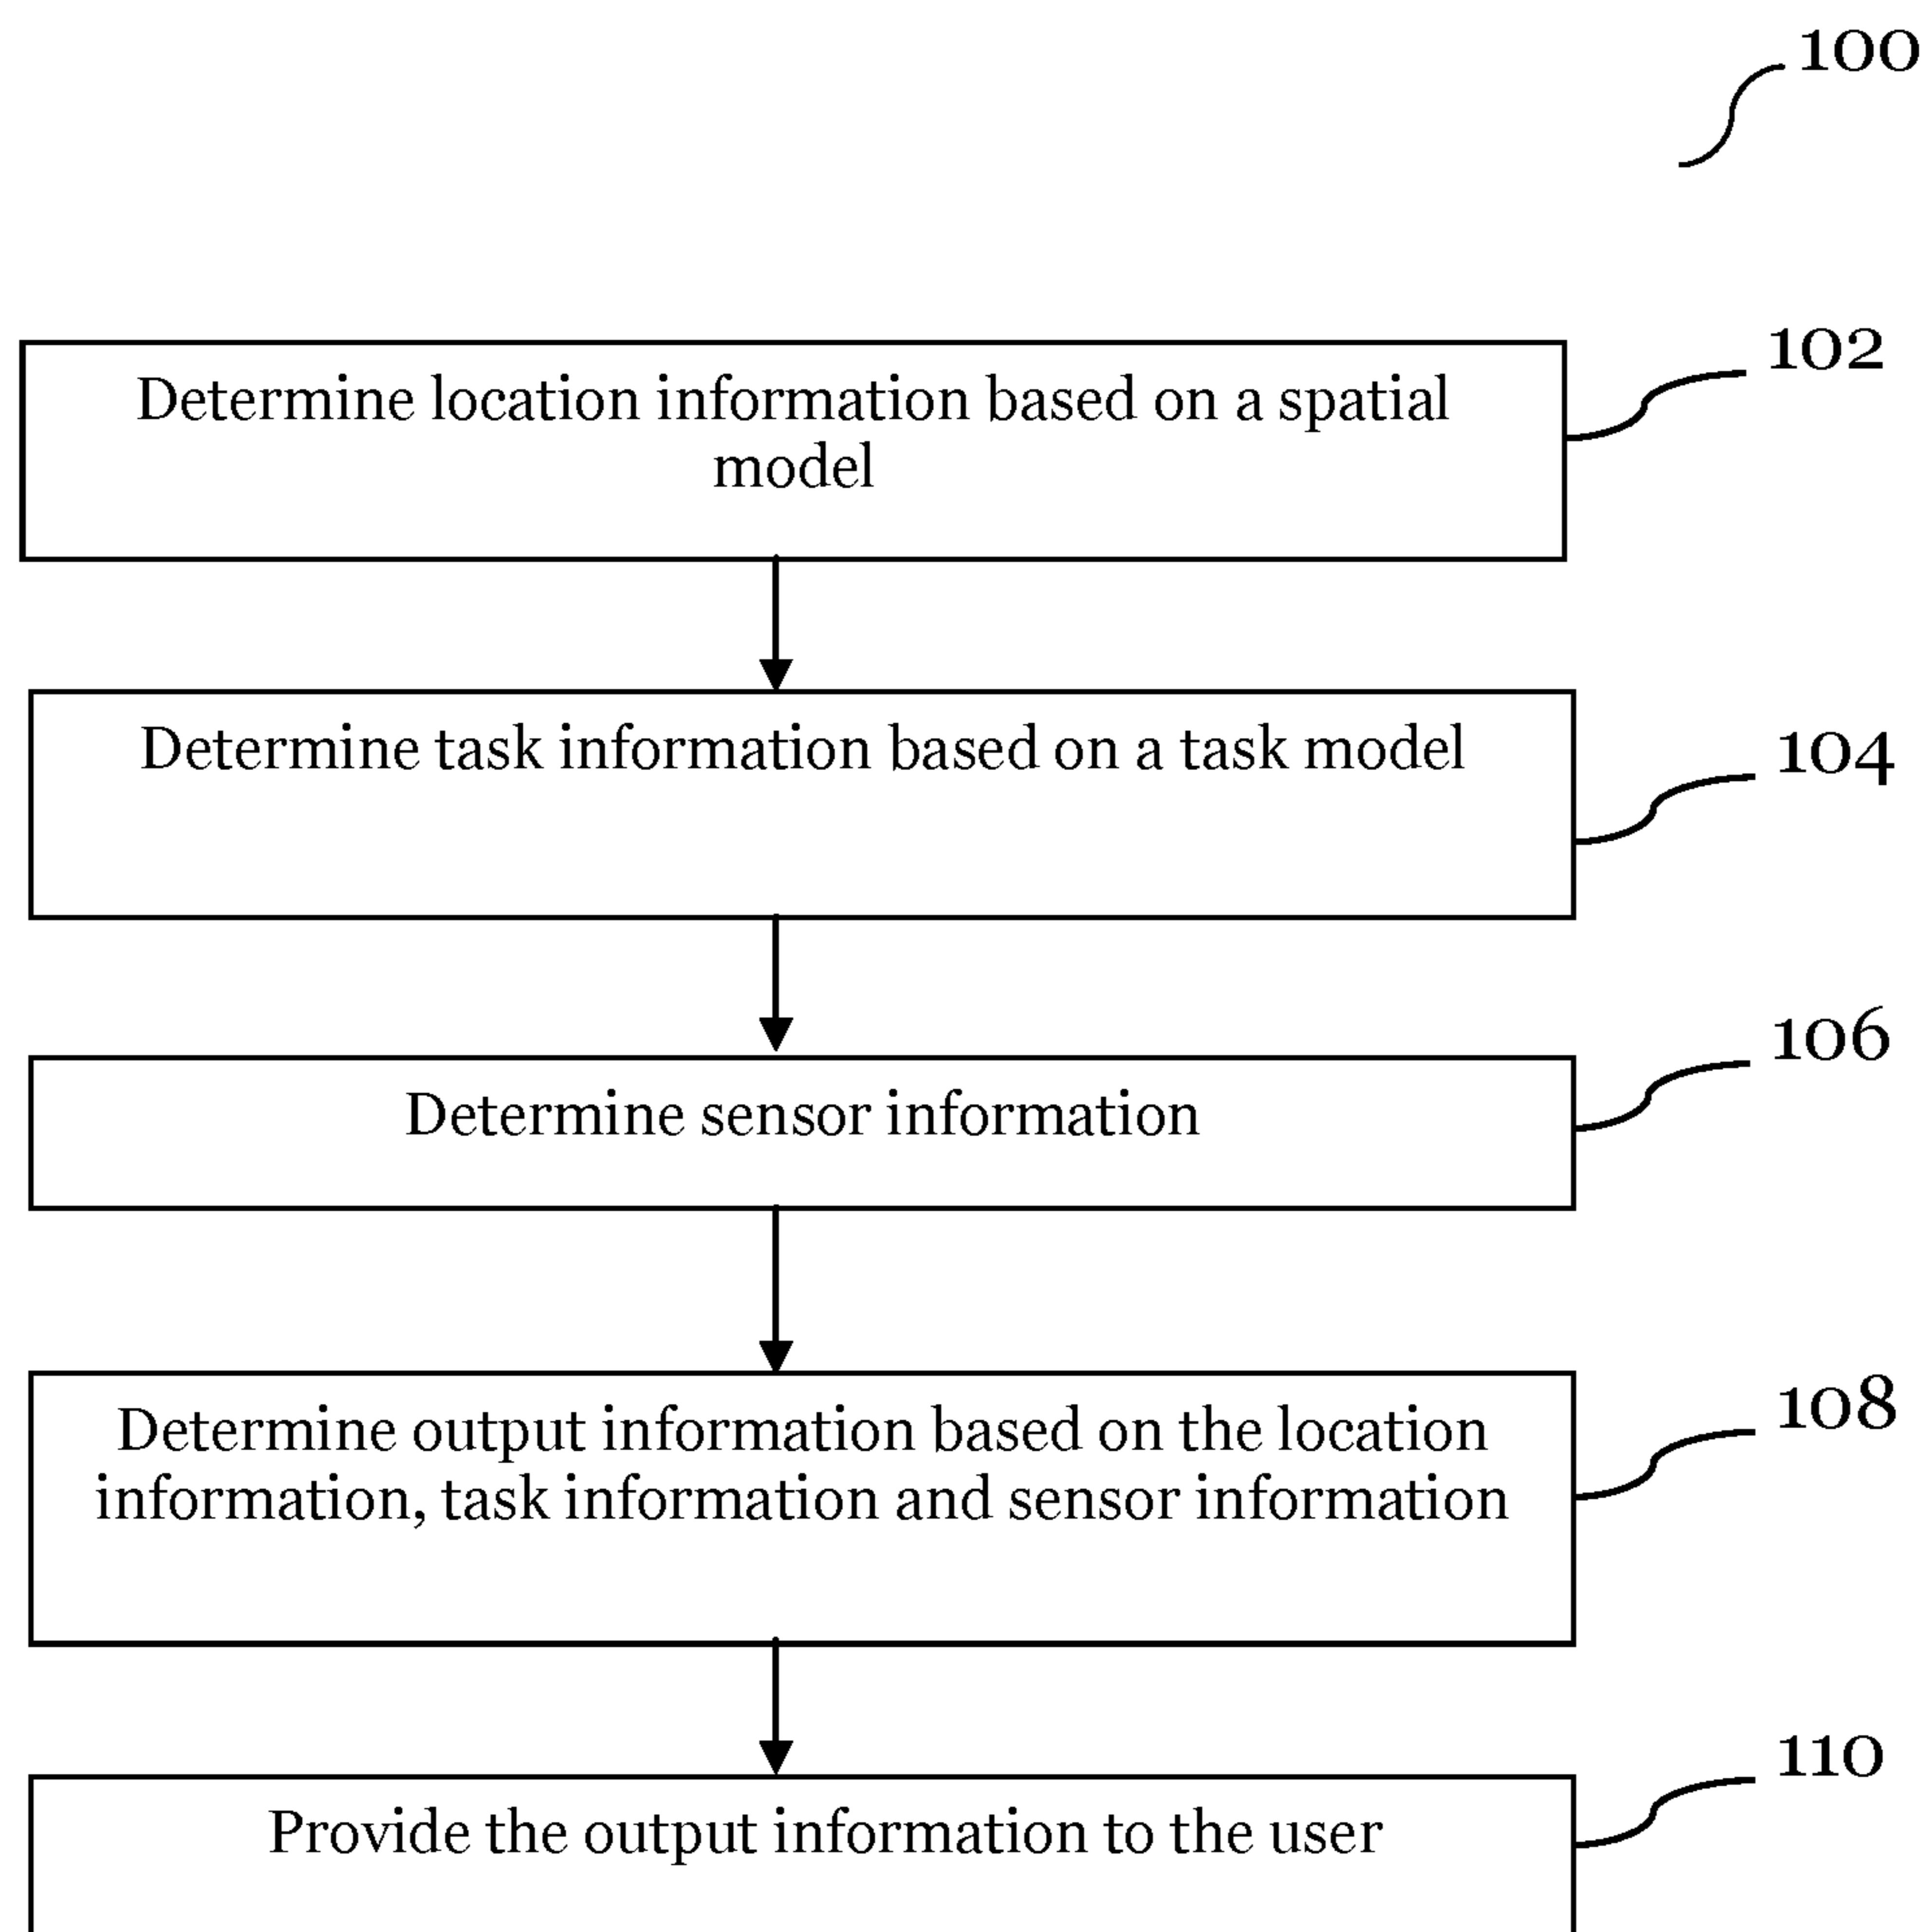 100
102
Determine location information based on a spatial
model
104
Determine task information based on a task model
106
Determine sensor information
108
Determine output information based on the location
information, task information and sensor information
110
Provide the output information to the user